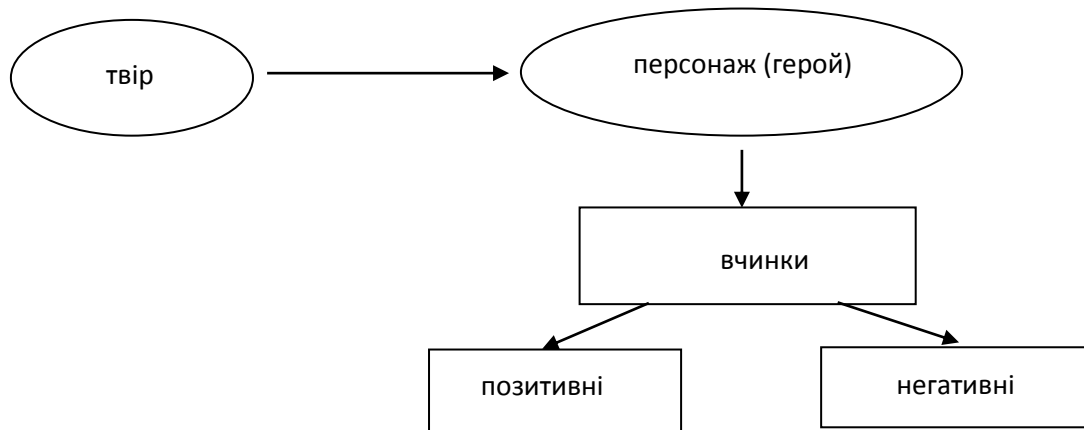 твір
персонаж (герой)
вчинки
позитивні
негативні